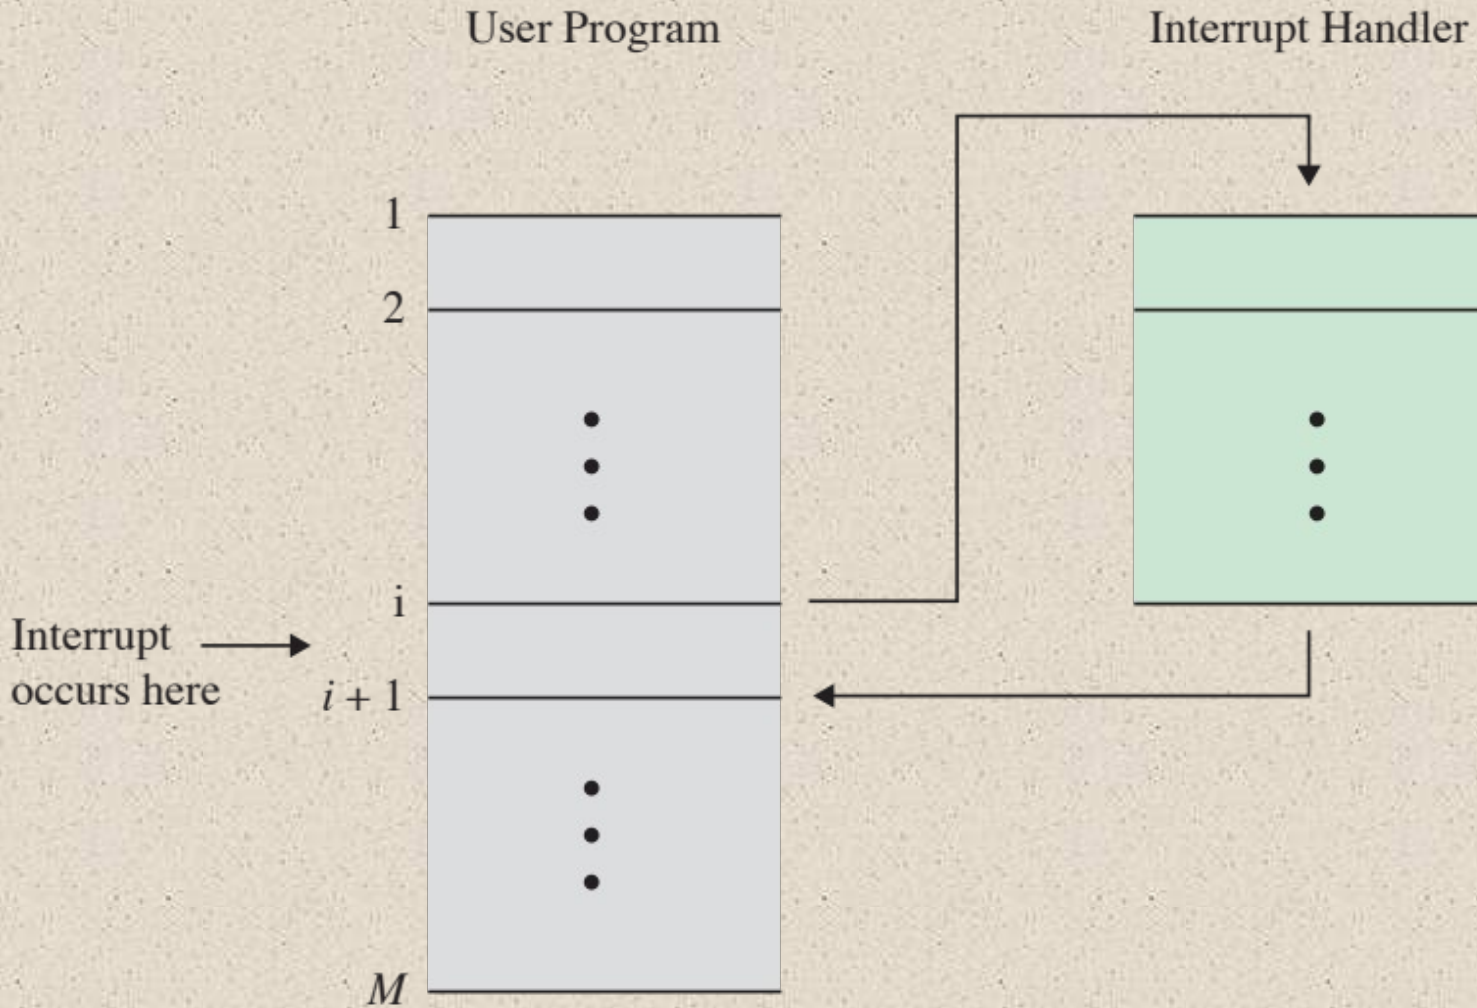 User Program
Interrupt Handler
1
2
i
Interrupt
occurs here
i + 1
M